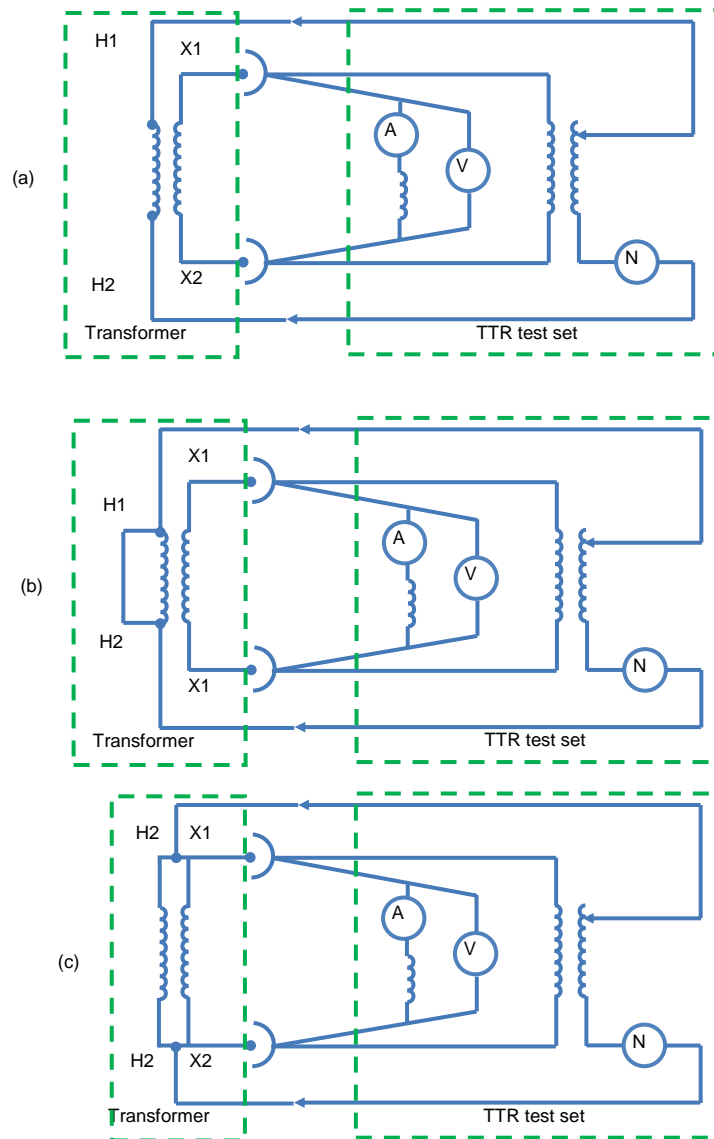 H1
X1
A
V
(a)
N
X2
H2
Transformer
TTR test set
X1
H1
A
V
(b)
H2
N
X1
Transformer
TTR test set
H2
X1
A
V
(c)
N
H2
X2
Transformer
TTR test set